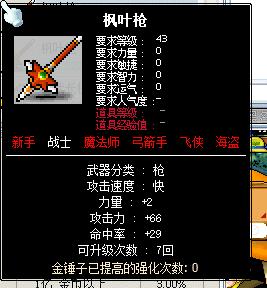 枫叶枪
要求等级： 43
要求力量： 0
要求敏捷： 0
要求智力： 0
要求运气： 0
要求人气度： -
道具等级： -
道具经验值： -
新手 战士 魔法师 弓箭手 飞侠 海盗
武器分类： 枪
攻击速度： 快
力量： +2
攻击力： +66
命中率： +29
可升级次数： 7回
金锤子已提高的强化次数: 0
3.00%